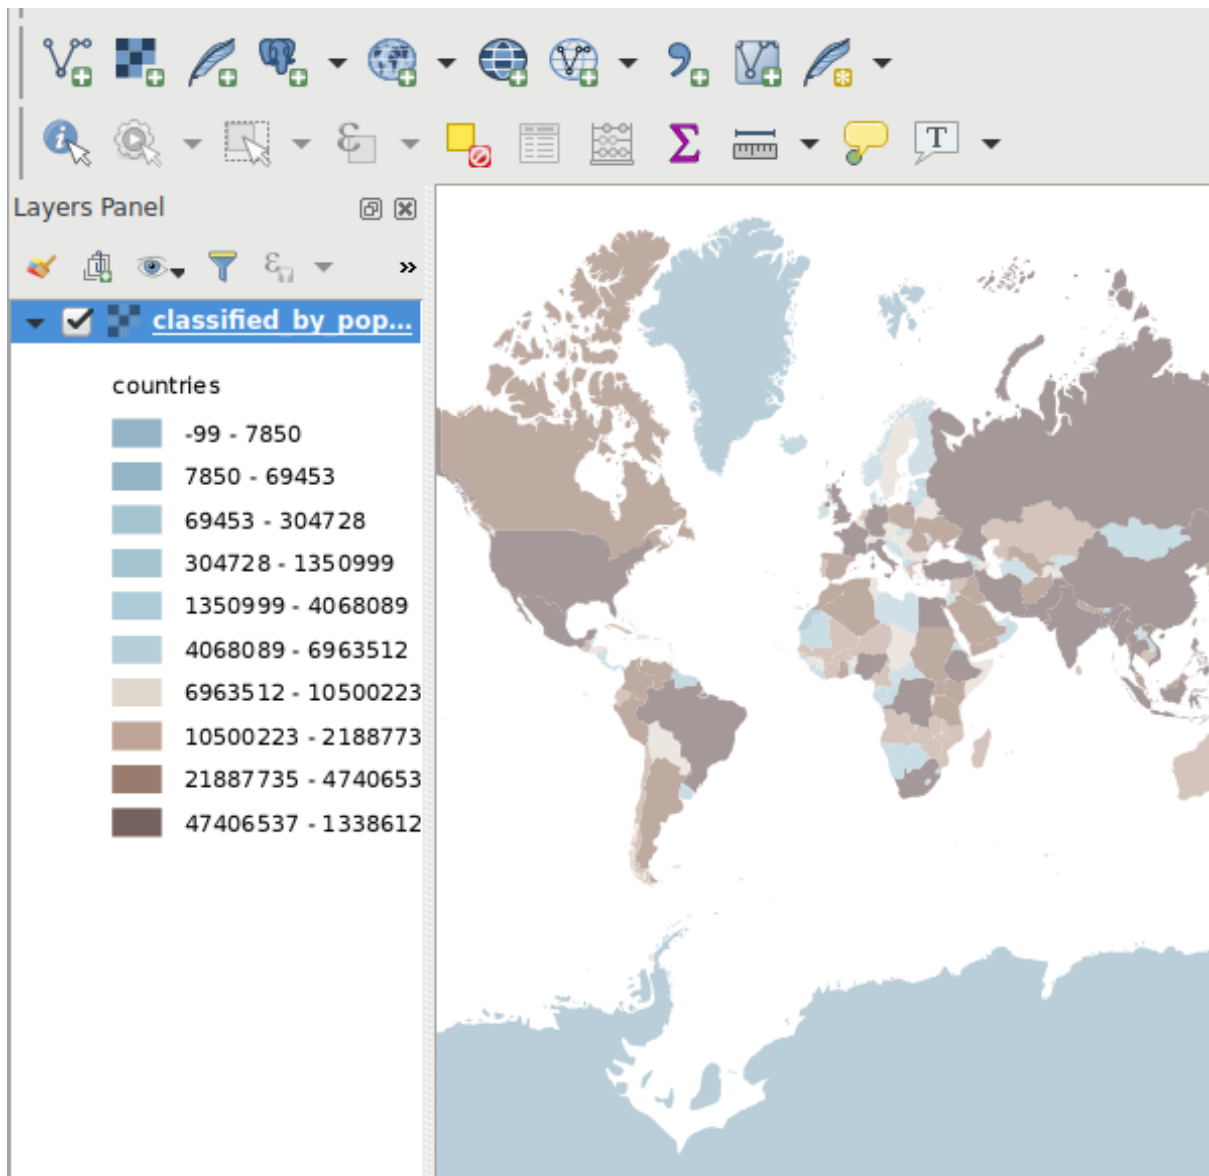 T
Layers Panel
»
classified_by_pop...
countries
-99 - 7850
7850 - 69453
69453 - 304728
304728 - 1350999
1350999 - 4068089
4068089 - 6963512
6963512 - 10500223
10500223 - 2188773
21887735 - 4740653
47406537 - 1338612